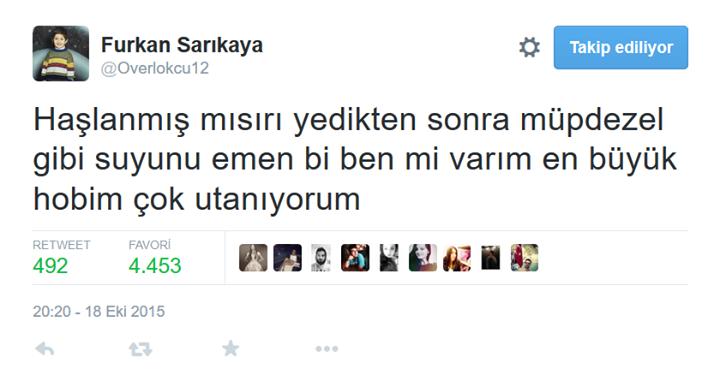 Furkan Sarıkaya
@Overlokcu12
Takip ediliyor
Haşlanmış mısırı yedikten sonra müpdezel
gibi suyunu emen bi ben mi varım en büyük
hobim çok utanıyorum
RETWEET FAVORİ
492 4.453
20:20 - 18 Eki 2015